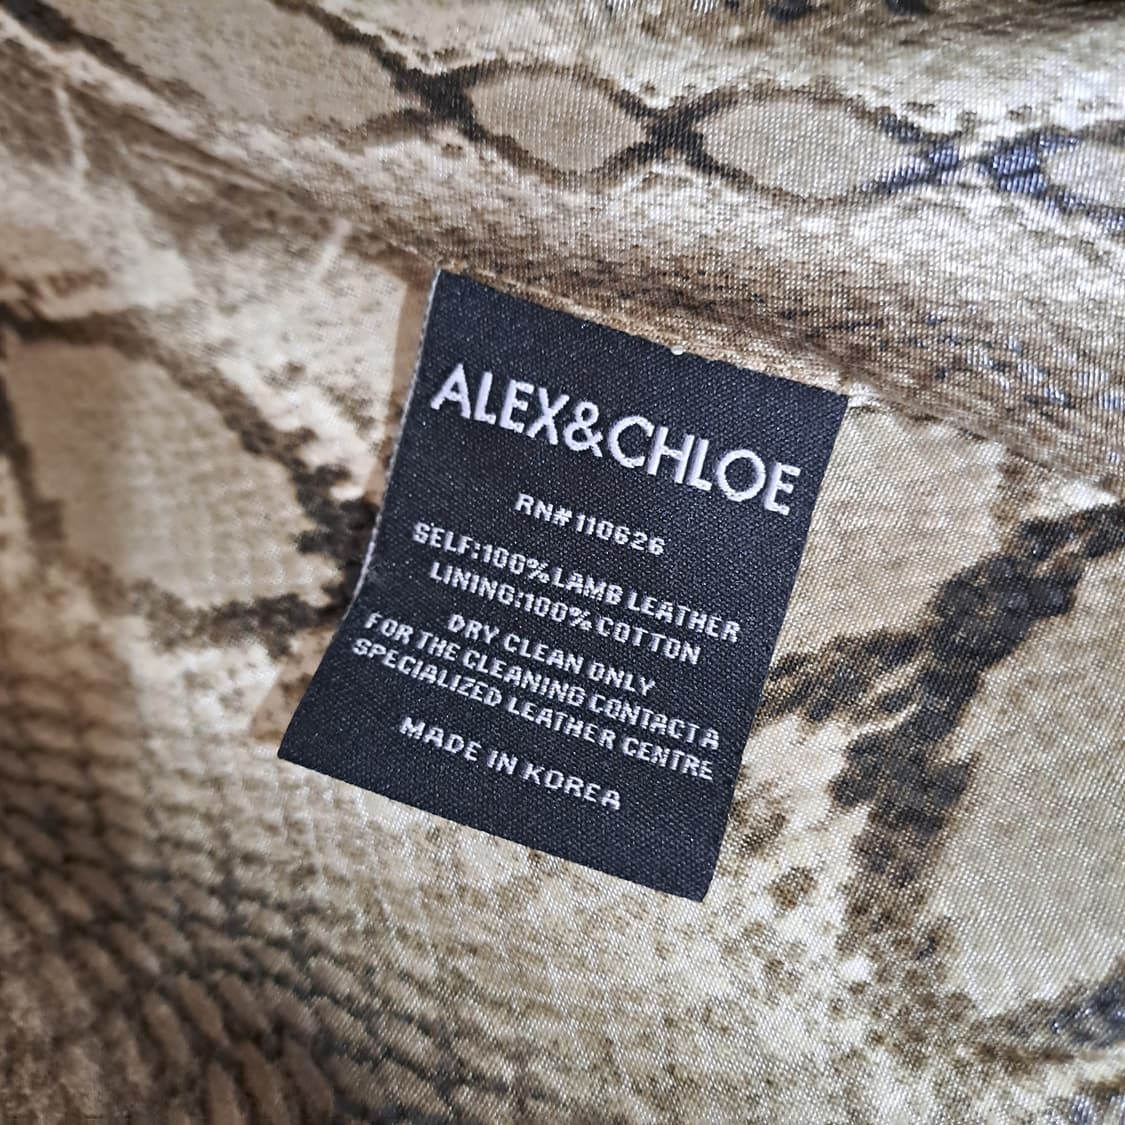 ALEX&CHLOE
RN#110626
SELF:100%LAMB LEATHER
LINING:100%COTTON
DRY CLEAN ONLY
FOR THE CLEANING CONTACT A
SPECIALIZED LEATHER CENTRE
MADE IN KOREA